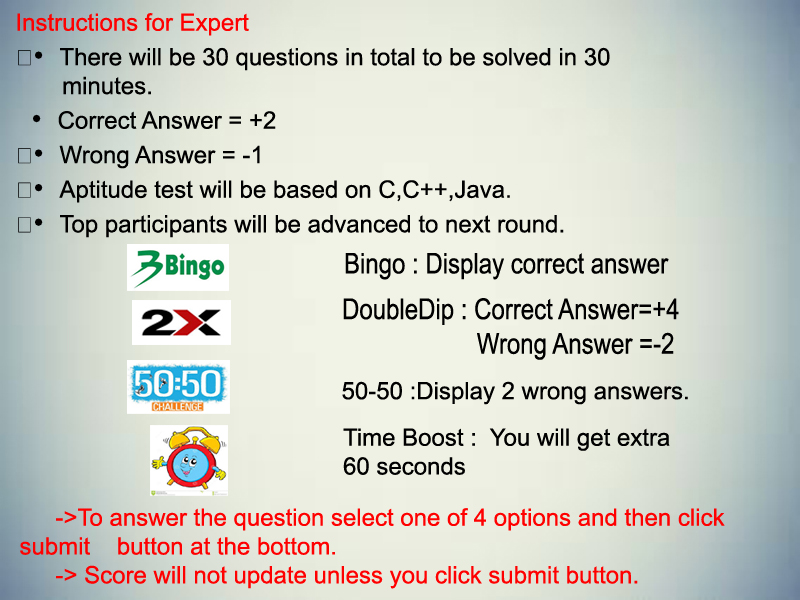 Instructions for Expert
• There will be 30 questions in total to be solved in 30
minutes.
• Correct Answer = +2
• Wrong Answer = -1
• Aptitude test will be based on C,C++,Java.
• Top participants will be advanced to next round.
3Bingo Bingo : Display correct answer
2X DoubleDip : Correct Answer=+4
Wrong Answer =-2
50:50
CHALLENGE
50-50 :Display 2 wrong answers.
Time Boost : You will get extra
60 seconds
->To answer the question select one of 4 options and then click
submit button at the bottom.
-> Score will not update unless you click submit button.